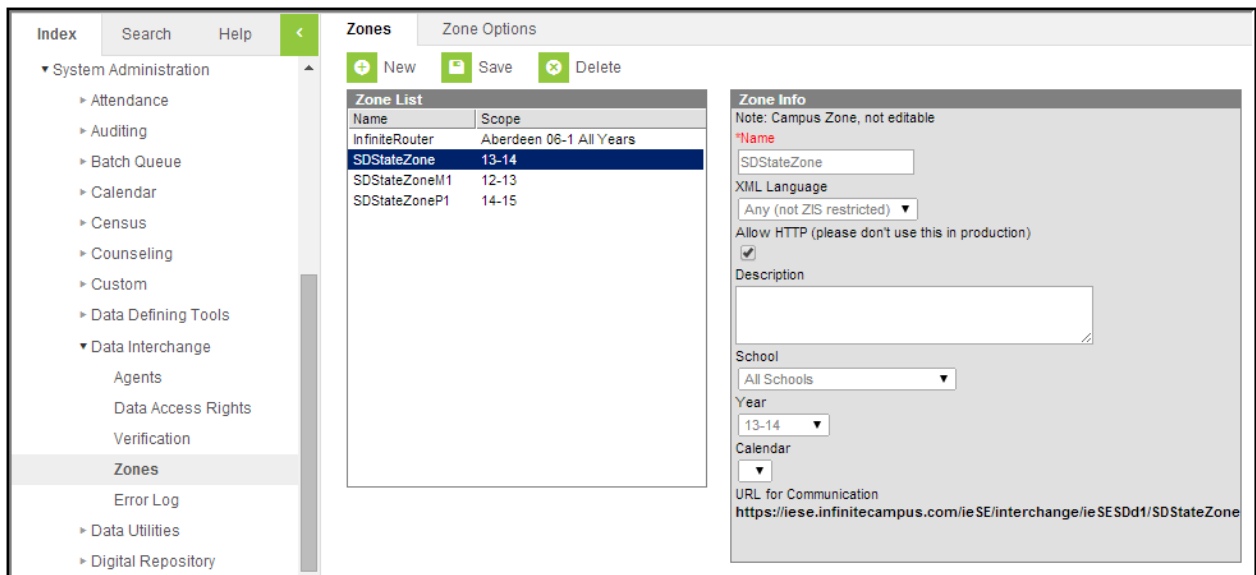 Index Search Help
System Administration
Attendance
Auditing
Batch Queue
Calendar
Census
Counseling
Custom
Data Defining Tools
Data Interchange
Agents
Data Access Rights
Verification
Zones
Error Log
Data Utilities
Digital Repository
Zones Zone Options
New Save Delete
Zone List
Name Scope
InfiniteRouter Aberdeen 06-1 All Years
SDStateZone 13-14
SDStateZoneM1 12-13
SDStateZoneP1 14-15
Zone Info
Note: Campus Zone, not editable
*Name
SDStateZone
XML Language
Any (not ZIS restricted)
Allow HTTP (please don't use this in production)
Description
School
All Schools
Year
13-14
Calendar
URL for Communication
https://iese.infinitecampus.com/ieSE/interchange/ieSESDd1/SDStateZone